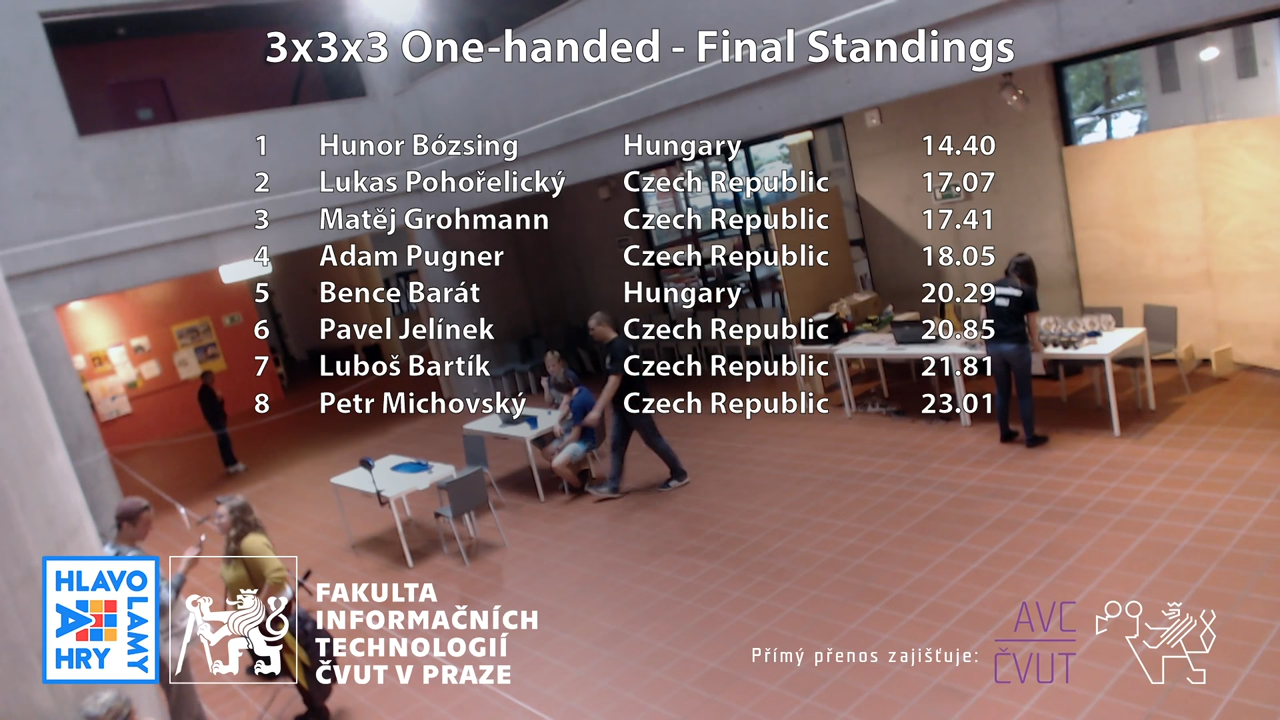 3x3x3 One-handed - Final Standings
1 Hunor Bózsing Hungary 14.40
2 Lukas Pohořelický Czech Republic 17.07
3 Matěj Grohmann Czech Republic 17.41
4 Adam Pugner Czech Republic 18.05
5 Bence Barát Hungary 20.29
6 Pavel Jelínek Czech Republic 20.85
7 Luboš Bartík Czech Republic 21.81
8 Petr Michovský Czech Republic 23.01
HLAVO
LAMY
A
HRY
FAKULTA
INFORMAČNÍCH
TECHNOLOGIÍ
ČVUT V PRAZE
Přímý přenos zajišťuje:
AVC
ČVUT